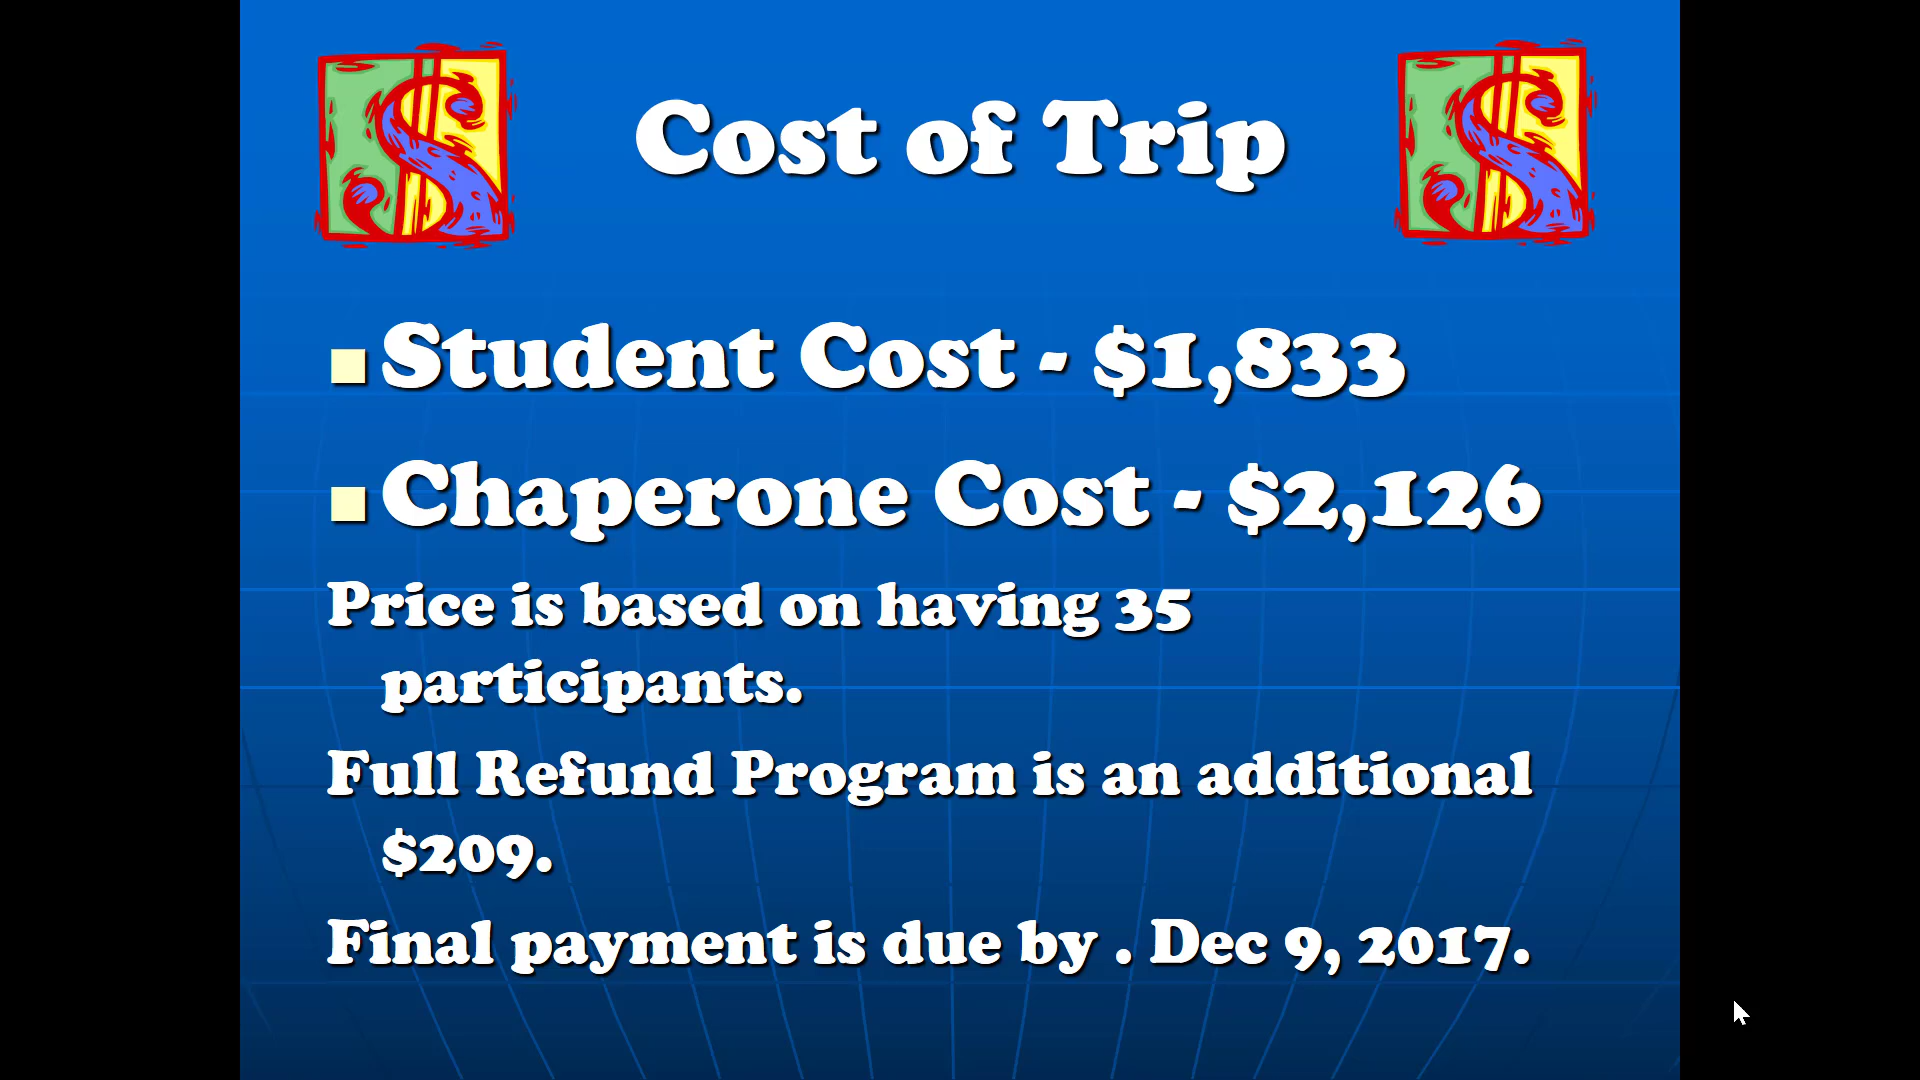 Cost of Trip
Student Cost - $1,833
Chaperone Cost - $2,126
Price is based on having 35
participants.
Full Refund Program is an additional
$209.
Final payment is due by . Dec 9, 2017.